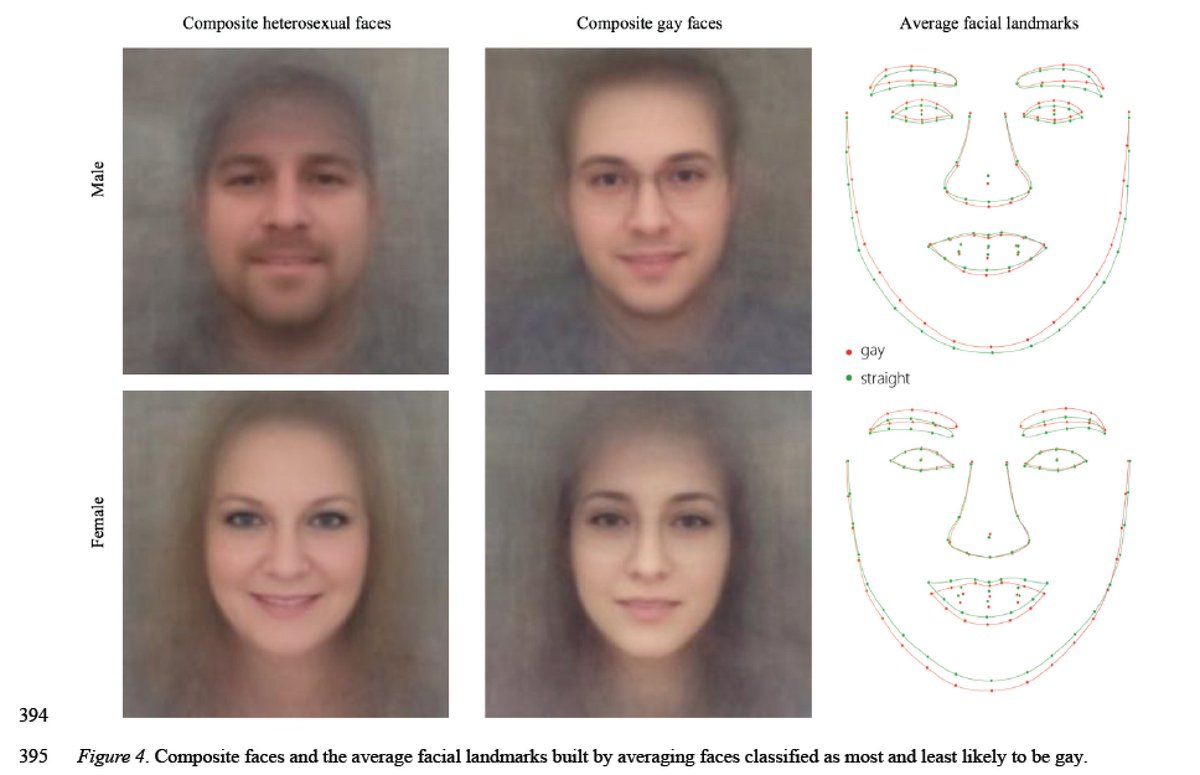 Composite heterosexual faces
Composite gay faces
Average facial landmarks
Male
gay
straight
Female
394
395 Figure 4. Composite faces and the average facial landmarks built by averaging faces classified as most and least likely to be gay.